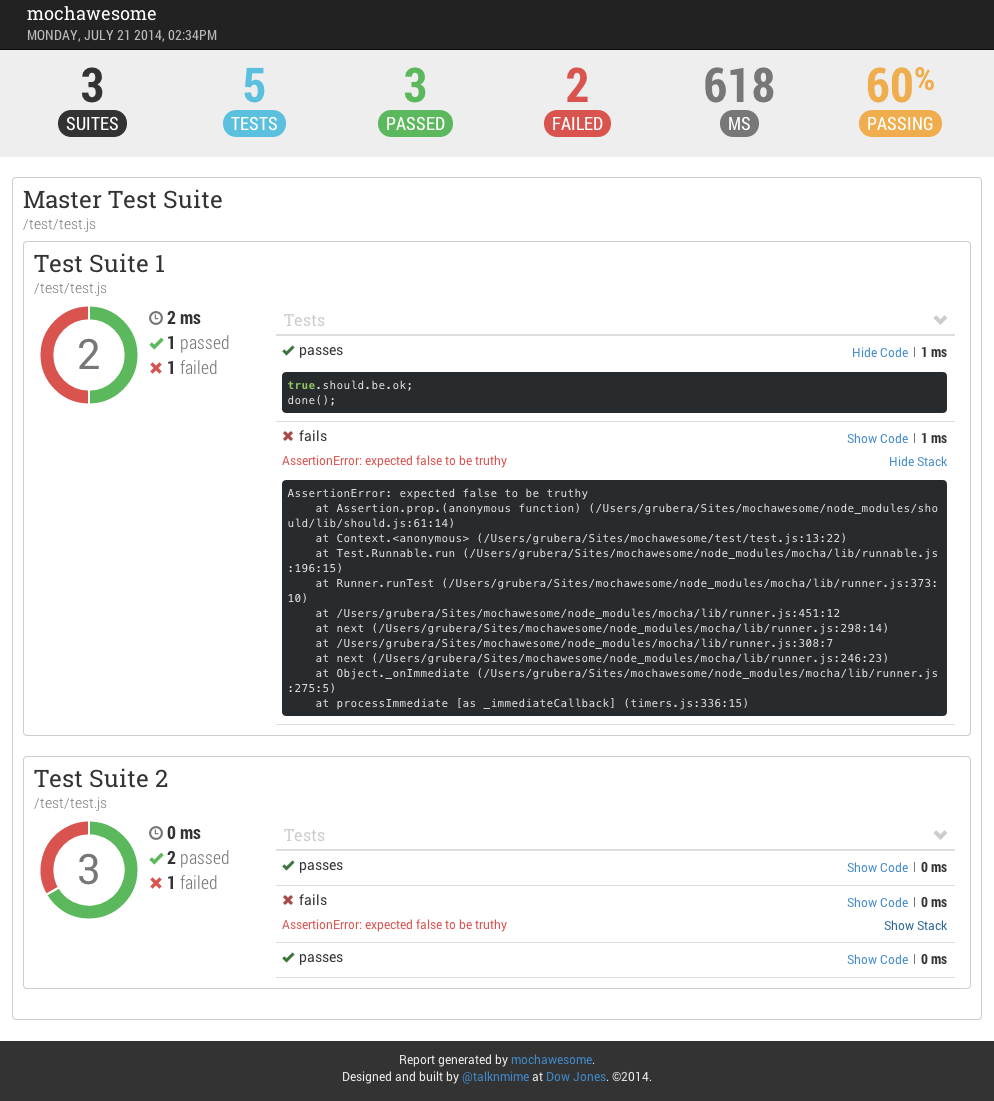 mochawesome
MONDAY, JULY 21 2014, 02:34PM
3 5 3 2 618 60%
SUITES TESTS PASSED FAILED MS PASSING
Master Test Suite
/test/test.js
Test Suite 1
/test/test.js
2
2 ms
1 passed
1 failed
Tests
passes Hide Code | 1 ms
true.should.be.ok;
done();
fails Show Code | 1 ms
AssertionError: expected false to be truthy Hide Stack
AssertionError: expected false to be truthy
at Assertion.prop.(anonymous function) (/Users/grubera/Sites/mochawesome/node_modules/sho
uld/lib/should.js:61:14)
at Context.<anonymous> (/Users/grubera/Sites/mochawesome/test/test.js:13:22)
at Test.Runnable.run (/Users/grubera/Sites/mochawesome/node_modules/mocha/lib/runnable.js
:196:15)
at Runner.runTest (/Users/grubera/Sites/mochawesome/node_modules/mocha/lib/runner.js:373:
10)
at /Users/grubera/Sites/mochawesome/node_modules/mocha/lib/runner.js:451:12
at next (/Users/grubera/Sites/mochawesome/node_modules/mocha/lib/runner.js:298:14)
at /Users/grubera/Sites/mochawesome/node_modules/mocha/lib/runner.js:308:7
at next (/Users/grubera/Sites/mochawesome/node_modules/mocha/lib/runner.js:246:23)
at Object._onImmediate (/Users/grubera/Sites/mochawesome/node_modules/mocha/lib/runner.js
:275:5)
at processImmediate [as _immediateCallback] (timers.js:336:15)
Test Suite 2
/test/test.js
3
0 ms
2 passed
1 failed
Tests
passes Show Code | 0 ms
fails Show Code | 0 ms
AssertionError: expected false to be truthy Show Stack
passes Show Code | 0 ms
Report generated by mochawesome.
Designed and built by @talknmime at Dow Jones. ©2014.